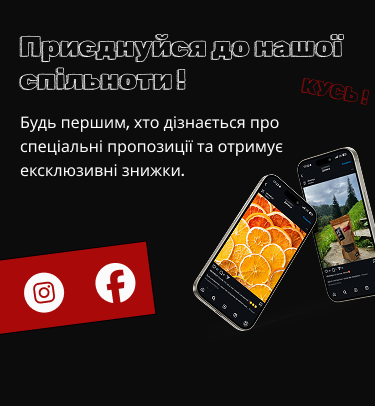 Приєднуйся до нашої
спільноти!
КУСЬ!
Будь першим, хто дізнається про
спеціальні пропозиції та отримує
ексклюзивні знижки.